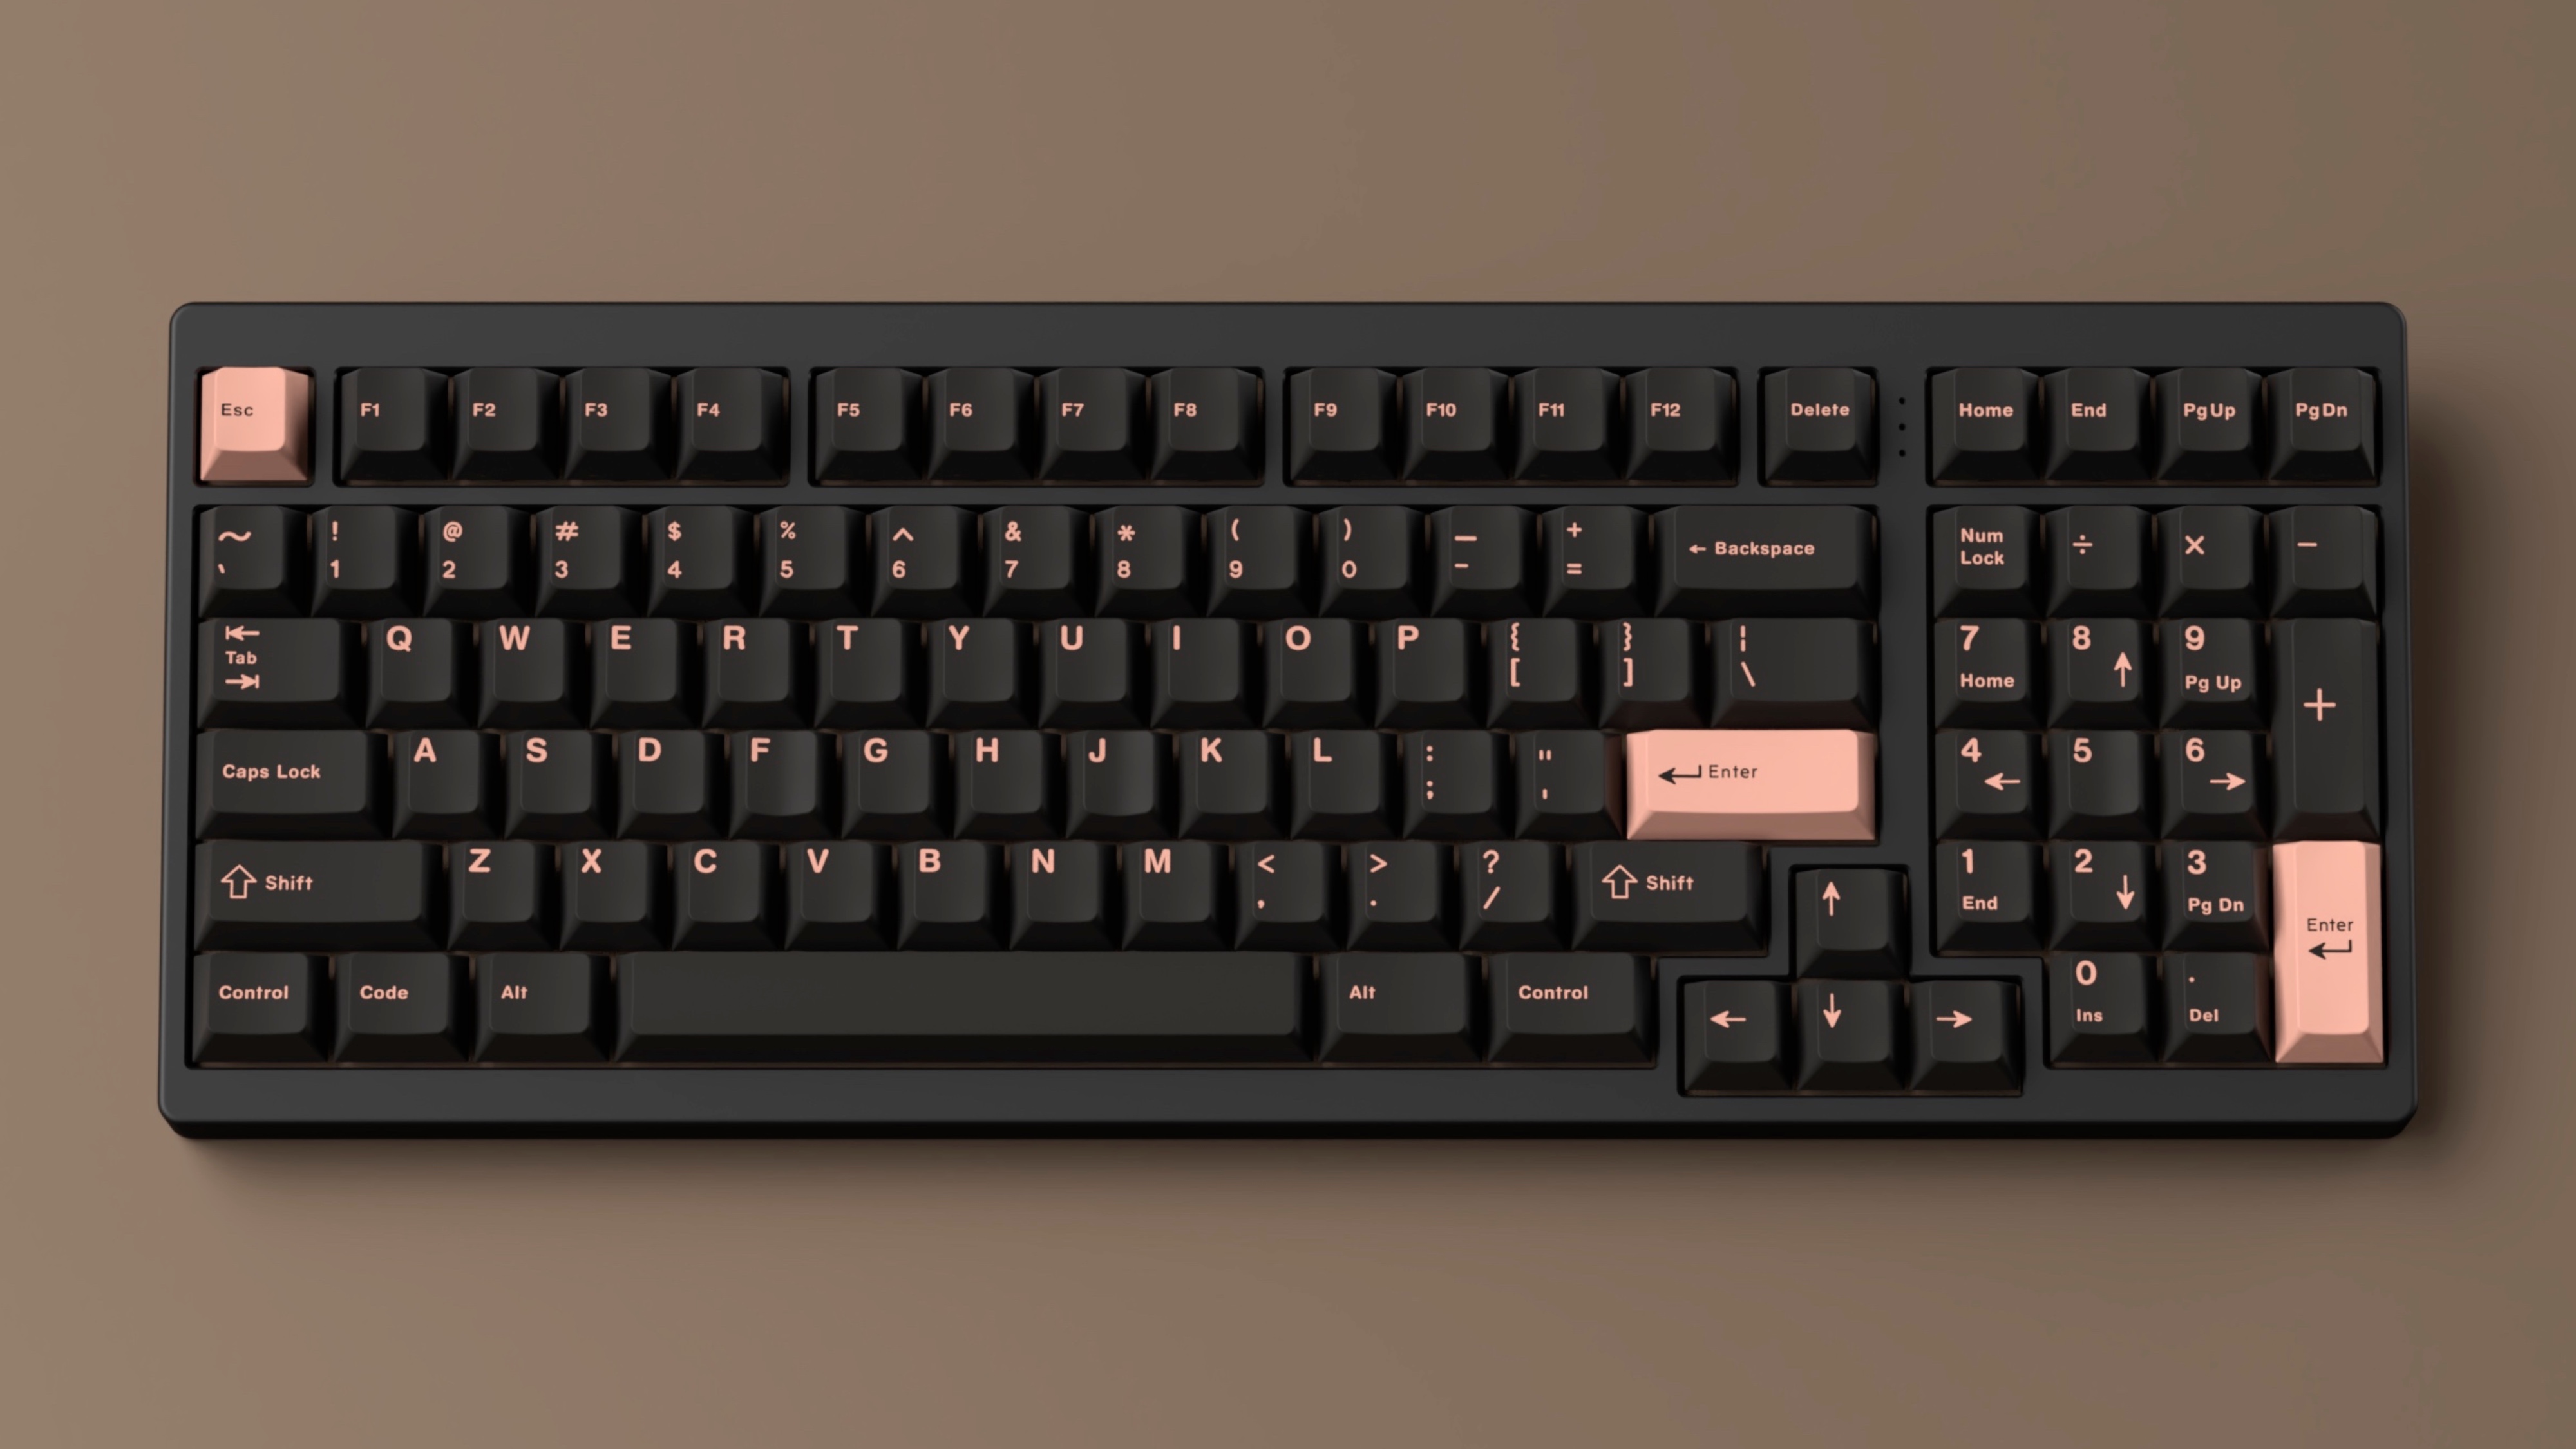 Esc F1 F2 F3 F4 F5 F6 F7 F8 F9 F10 F11 F12 Delete Home End PgUp PgDn
~ ! @ # $ % ^ & * ( ) — +
` 1 2 3 4 5 6 7 8 9 0 - = ← Backspace
Num Lock ÷ × −
Tab Q W E R T Y U I O P { } ¦
[ ] \
7 8 9
Home ↑ Pg Up +
Caps Lock A S D F G H J K L : "
; ' ↵ Enter
4 5 6
← →
⇧ Shift Z X C V B N M < > ?
, . / ⇧ Shift ↑
1 2 3
End ↓ Pg Dn Enter ↵
Control Code Alt Alt Control ← ↓ →
0 .
Ins Del